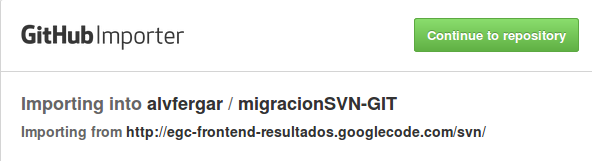 GitHub Importer
Continue to repository
Importing into alvfergar / migracionSVN-GIT
Importing from http://egc-frontend-resultados.googlecode.com/svn/